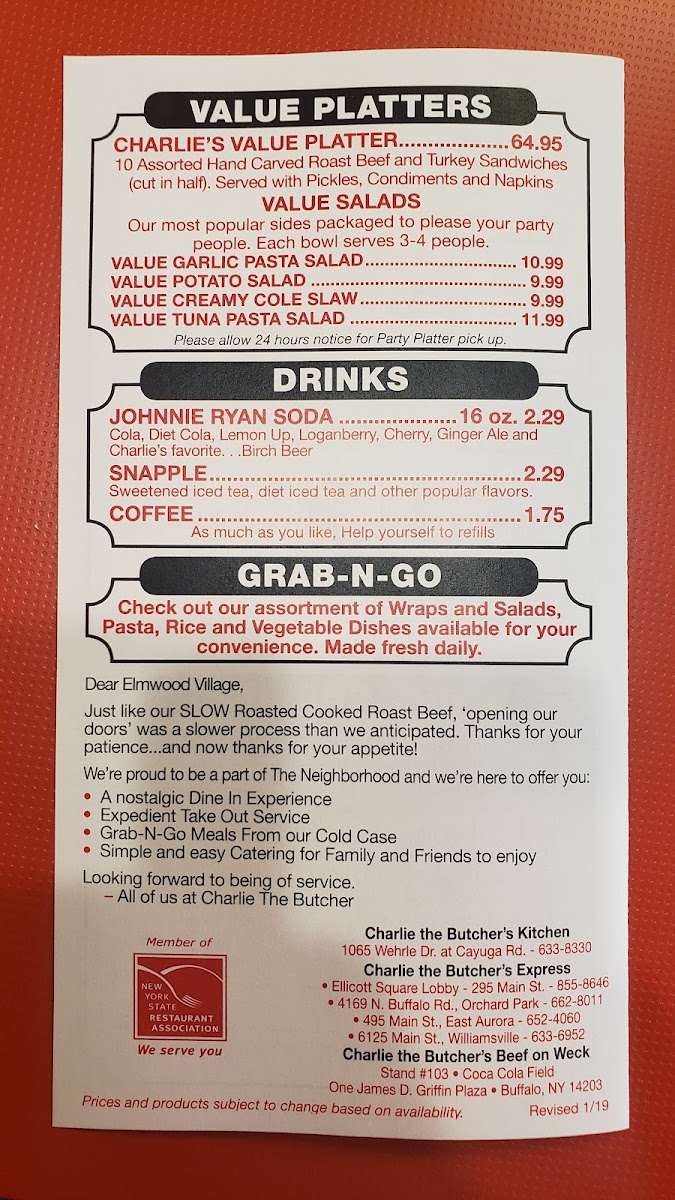 VALUE PLATTERS
CHARLIE'S VALUE PLATTER...................64.95
10 Assorted Hand Carved Roast Beef and Turkey Sandwiches
(cut in half). Served with Pickles, Condiments and Napkins
VALUE SALADS
Our most popular sides packaged to please your party
people. Each bowl serves 3-4 people.
VALUE GARLIC PASTA SALAD........................... 10.99
VALUE POTATO SALAD ...................................... 9.99
VALUE CREAMY COLE SLAW............................. 9.99
VALUE TUNA PASTA SALAD ............................. 11.99
Please allow 24 hours notice for Party Platter pick up.
DRINKS
JOHNNIE RYAN SODA ....................16 oz. 2.29
Cola, Diet Cola, Lemon Up, Loganberry, Cherry, Ginger Ale and
Charlie's favorite. . .Birch Beer
SNAPPLE....................................................2.29
Sweetened iced tea, diet iced tea and other popular flavors.
COFFEE .....................................................1.75
As much as you like, Help yourself to refills
GRAB-N-GO
Check out our assortment of Wraps and Salads,
Pasta, Rice and Vegetable Dishes available for your
convenience. Made fresh daily.
Dear Elmwood Village,
Just like our SLOW Roasted Cooked Roast Beef, 'opening our
doors' was a slower process than we anticipated. Thanks for your
patience...and now thanks for your appetite!
We're proud to be a part of The Neighborhood and we're here to offer you:
• A nostalgic Dine In Experience
• Expedient Take Out Service
• Grab-N-Go Meals From our Cold Case
• Simple and easy Catering for Family and Friends to enjoy
Looking forward to being of service.
– All of us at Charlie The Butcher
Member of
NEW
YORK
STATE
RESTAURANT
ASSOCIATION
We serve you
Charlie the Butcher's Kitchen
1065 Wehrle Dr. at Cayuga Rd. - 633-8330
Charlie the Butcher's Express
• Ellicott Square Lobby - 295 Main St. - 855-8646
• 4169 N. Buffalo Rd., Orchard Park - 662-8011
• 495 Main St., East Aurora - 652-4060
• 6125 Main St., Williamsville - 633-6952
Charlie the Butcher's Beef on Weck
Stand #103 • Coca Cola Field
One James D. Griffin Plaza • Buffalo, NY 14203
Prices and products subject to change based on availability.
Revised 1/19